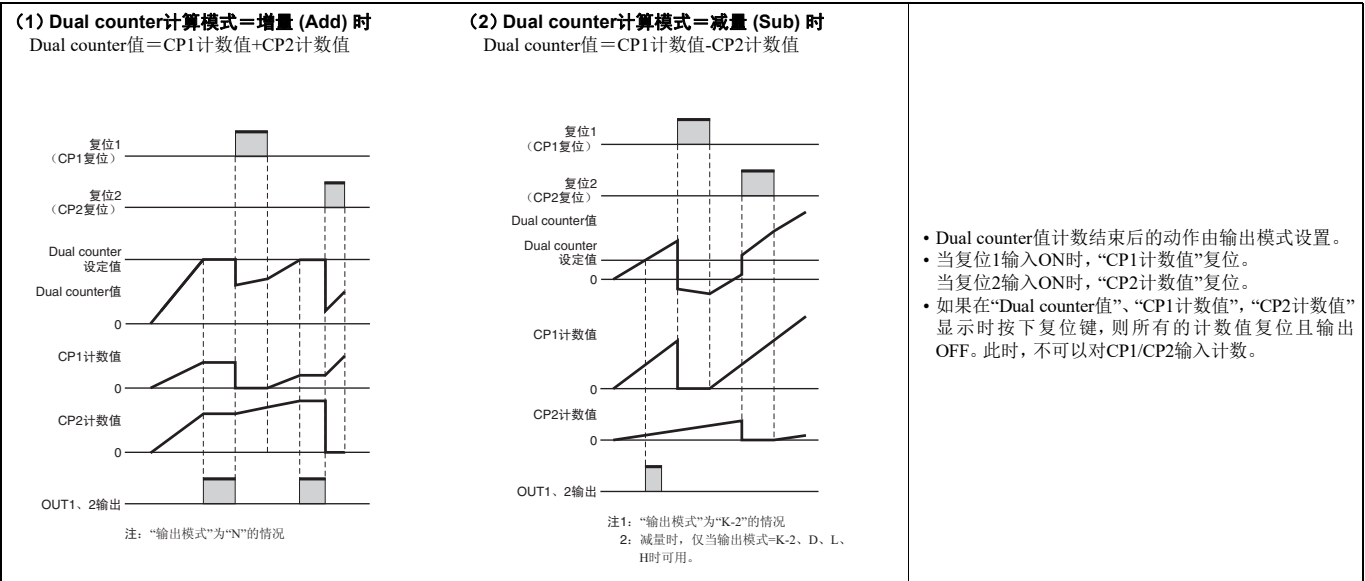 （1）Dual counter计算模式＝增量 (Add) 时
Dual counter值＝CP1计数值+CP2计数值
复位1
（CP1复位）
复位2
（CP2复位）
Dual counter
设定值
Dual counter值
0
CP1计数值
0
CP2计数值
0
OUT1、2输出
注：“输出模式”为“N”的情况
（2）Dual counter计算模式＝减量 (Sub) 时
Dual counter值＝CP1计数值-CP2计数值
复位1
（CP1复位）
复位2
（CP2复位）
Dual counter值
Dual counter
设定值
0
CP1计数值
0
CP2计数值
0
OUT1、2输出
注1：“输出模式”为“K-2”的情况
2：减量时，仅当输出模式=K-2、D、L、
H时可用。
• Dual counter值计数结束后的动作由输出模式设置。
• 当复位1输入ON时，“CP1计数值”复位。
当复位2输入ON时，“CP2计数值”复位。
• 如果在“Dual counter值”、“CP1计数值”，“CP2计数值”
显示时按下复位键，则所有的计数值复位且输出
OFF。此时，不可以对CP1/CP2输入计数。